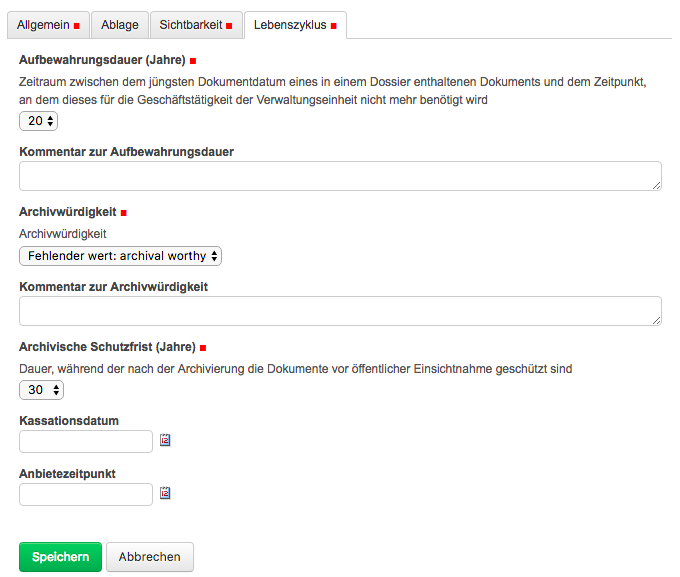 Allgemein Ablage Sichtbarkeit Lebenszyklus
Aufbewahrungsdauer (Jahre)
Zeitraum zwischen dem jüngsten Dokumentdatum eines in einem Dossier enthaltenen Dokuments und dem Zeitpunkt,
an dem dieses für die Geschäftstätigkeit der Verwaltungseinheit nicht mehr benötigt wird
20
Kommentar zur Aufbewahrungsdauer
Archivwürdigkeit
Archivwürdigkeit
Fehlender wert: archival worthy
Kommentar zur Archivwürdigkeit
Archivische Schutzfrist (Jahre)
Dauer, während der nach der Archivierung die Dokumente vor öffentlicher Einsichtnahme geschützt sind
30
Kassationsdatum
12
Anbietezeitpunkt
12
Speichern Abbrechen